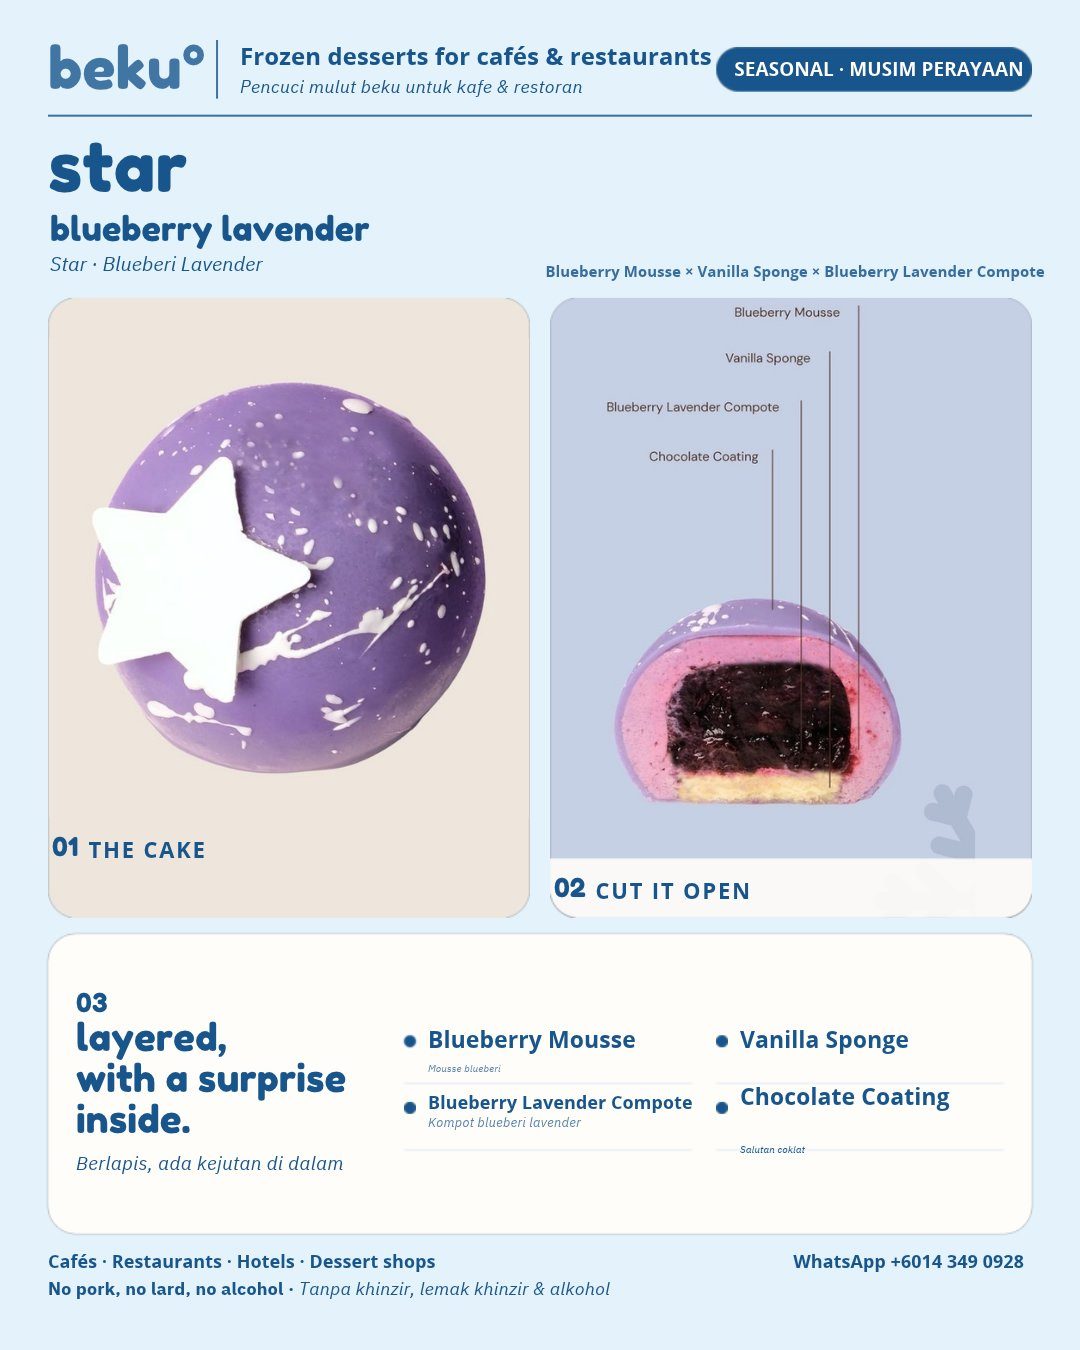 beku°
Frozen desserts for cafés & restaurants
Pencuci mulut beku untuk kafe & restoran
SEASONAL · MUSIM PERAYAAN
star
blueberry lavender
Star · Blueberi Lavender
Blueberry Mousse × Vanilla Sponge × Blueberry Lavender Compote
Blueberry Mousse
Vanilla Sponge
Blueberry Lavender Compote
Chocolate Coating
01 THE CAKE
02 CUT IT OPEN
03
layered,
with a surprise
inside.
Berlapis, ada kejutan di dalam
Blueberry Mousse
Mousse blueberi
Blueberry Lavender Compote
Kompot blueberi lavender
Vanilla Sponge
Chocolate Coating
Salutan coklat
Cafés · Restaurants · Hotels · Dessert shops
WhatsApp +6014 349 0928
No pork, no lard, no alcohol · Tanpa khinzir, lemak khinzir & alkohol